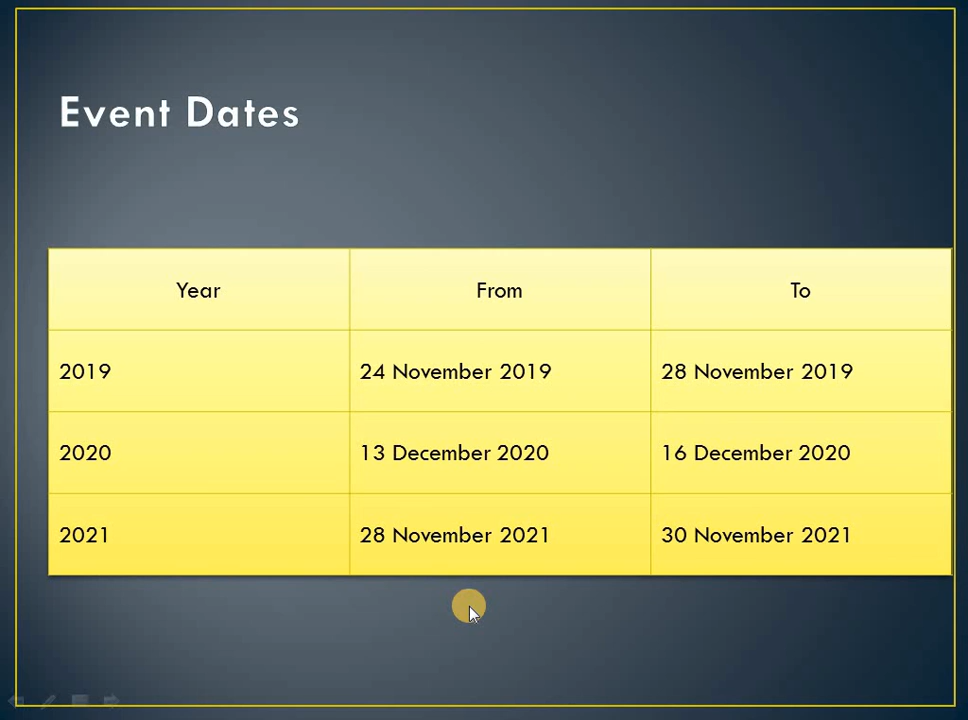 Event Dates
Year From To
2019 24 November 2019 28 November 2019
2020 13 December 2020 16 December 2020
2021 28 November 2021 30 November 2021